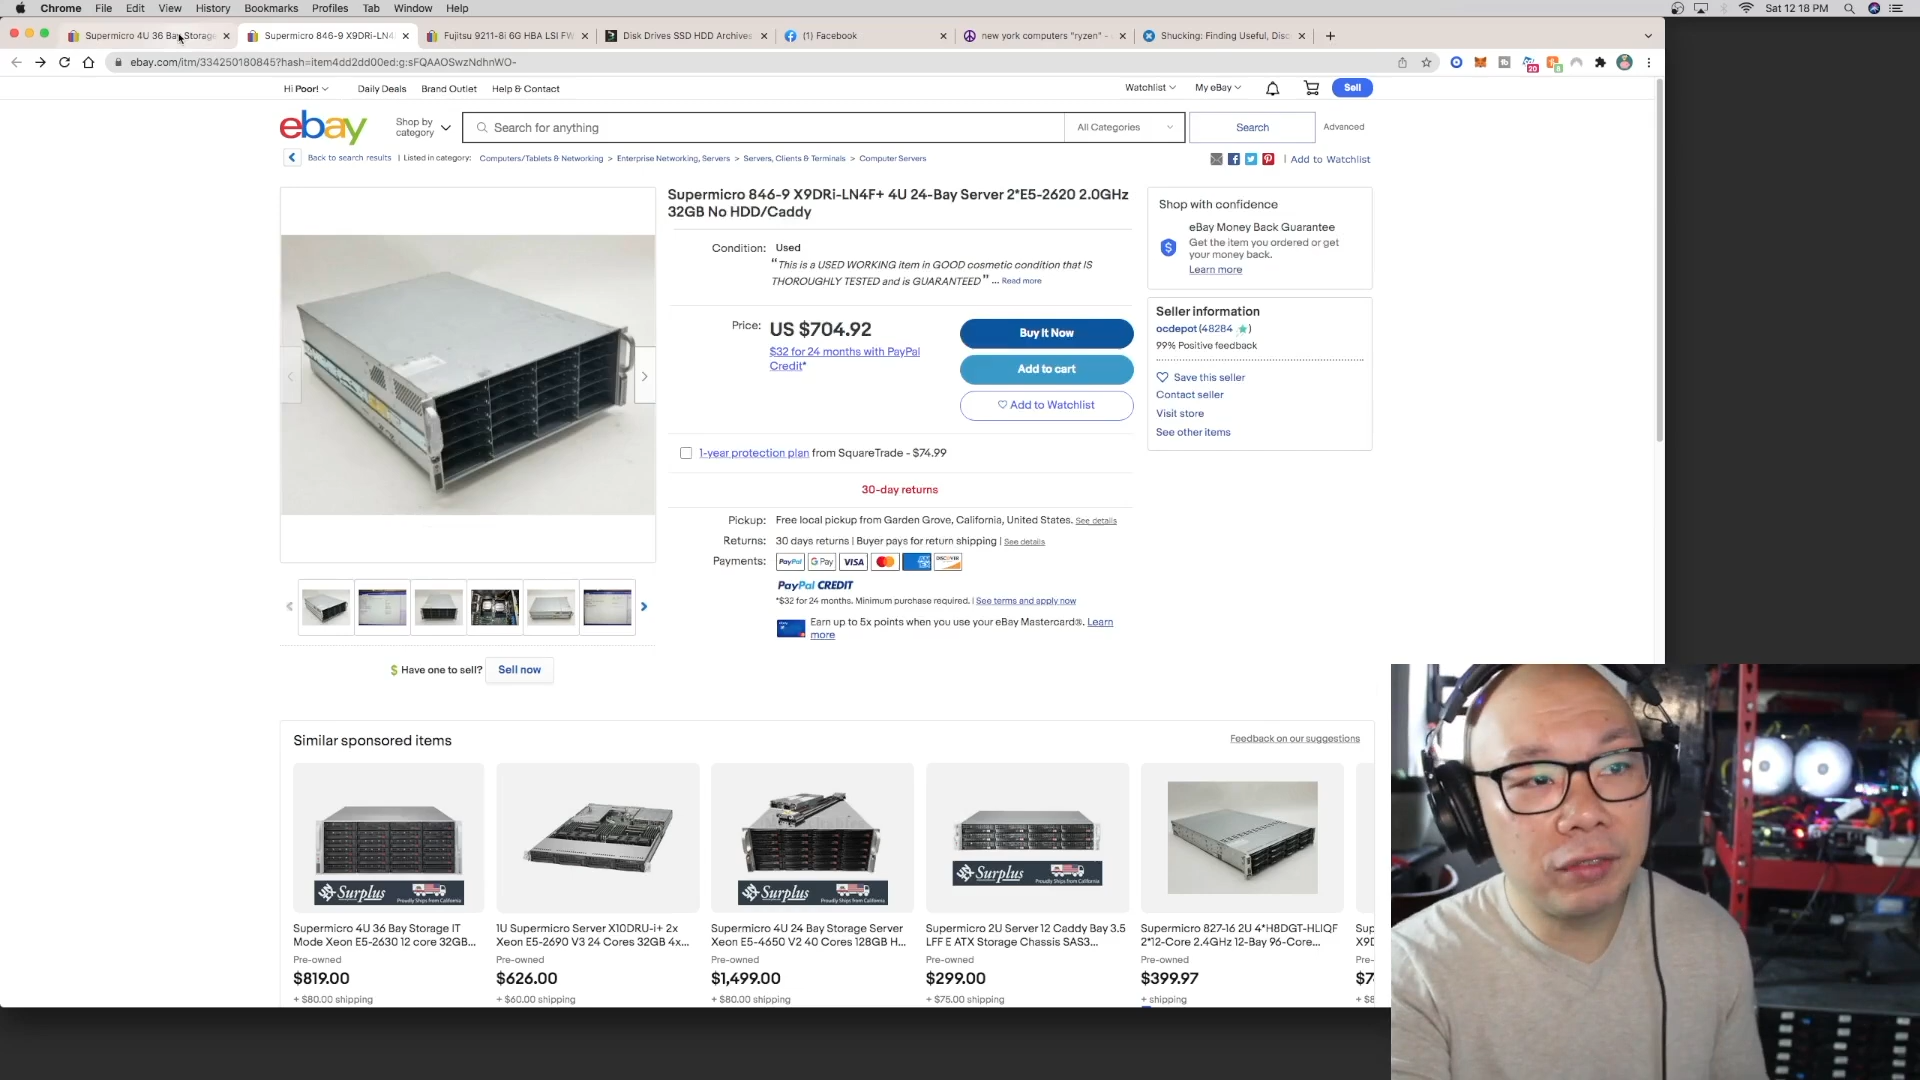 Chrome File Edit View History Bookmarks Profiles Tab Window Help Sat 12 18 PM
Supermicro 4U 36 Bay Storage Supermicro 846-9 X9DRi-LN4 Fujitsu 9211-8i 6G HBA LSI FW Disk Drives SSD HDD Archives (1) Facebook new york computers "ryzen" - Shucking: Finding Useful, Disc
ebay.com/itm/334250180845?hash=item4dd2dd00ed:g:sFQAAOSwzNdhnWO-
20 8
Hi Poor! Daily Deals Brand Outlet Help & Contact Watchlist My eBay Sell
ebay Shop by category Search for anything All Categories Search Advanced
Back to search results | Listed in category: Computers/Tablets & Networking > Enterprise Networking, Servers > Servers, Clients & Terminals > Computer Servers | Add to Watchlist
Supermicro 846-9 X9DRi-LN4F+ 4U 24-Bay Server 2*E5-2620 2.0GHz
32GB No HDD/Caddy
Condition: Used
"This is a USED WORKING item in GOOD cosmetic condition that IS
THOROUGHLY TESTED and is GUARANTEED" ... Read more
Price: US $704.92
$32 for 24 months with PayPal
Credit*
Buy It Now
Add to cart
Add to Watchlist
1-year protection plan from SquareTrade - $74.99
30-day returns
Pickup: Free local pickup from Garden Grove, California, United States. See details
Returns: 30 days returns | Buyer pays for return shipping | See details
Payments: PayPal G Pay VISA DISCOVER
PayPal CREDIT
*$32 for 24 months. Minimum purchase required. | See terms and apply now
Earn up to 5x points when you use your eBay Mastercard®. Learn
more
Shop with confidence
eBay Money Back Guarantee
Get the item you ordered or get
your money back.
Learn more
Seller information
ocdepot (48284)
99% Positive feedback
Save this seller
Contact seller
Visit store
See other items
$ Have one to sell? Sell now
Similar sponsored items Feedback on our suggestions
Surplus
Proudly Ships from California
Surplus
Proudly Ships from California
Surplus
Proudly Ships from California
Supermicro 4U 36 Bay Storage IT
Mode Xeon E5-2630 12 core 32GB...
Pre-owned
$819.00
+ $80.00 shipping
1U Supermicro Server X10DRU-i+ 2x
Xeon E5-2690 V3 24 Cores 32GB 4x...
Pre-owned
$626.00
+ $60.00 shipping
Supermicro 4U 24 Bay Storage Server
Xeon E5-4650 V2 40 Cores 128GB H...
Pre-owned
$1,499.00
+ $80.00 shipping
Supermicro 2U Server 12 Caddy Bay 3.5
LFF E ATX Storage Chassis SAS3...
Pre-owned
$299.00
+ $75.00 shipping
Supermicro 827-16 2U 4*H8DGT-HLIQF
2*12-Core 2.4GHz 12-Bay 96-Core...
Pre-owned
$399.97
+ shipping
Sup
X9D
Pre-
$7
+ $8